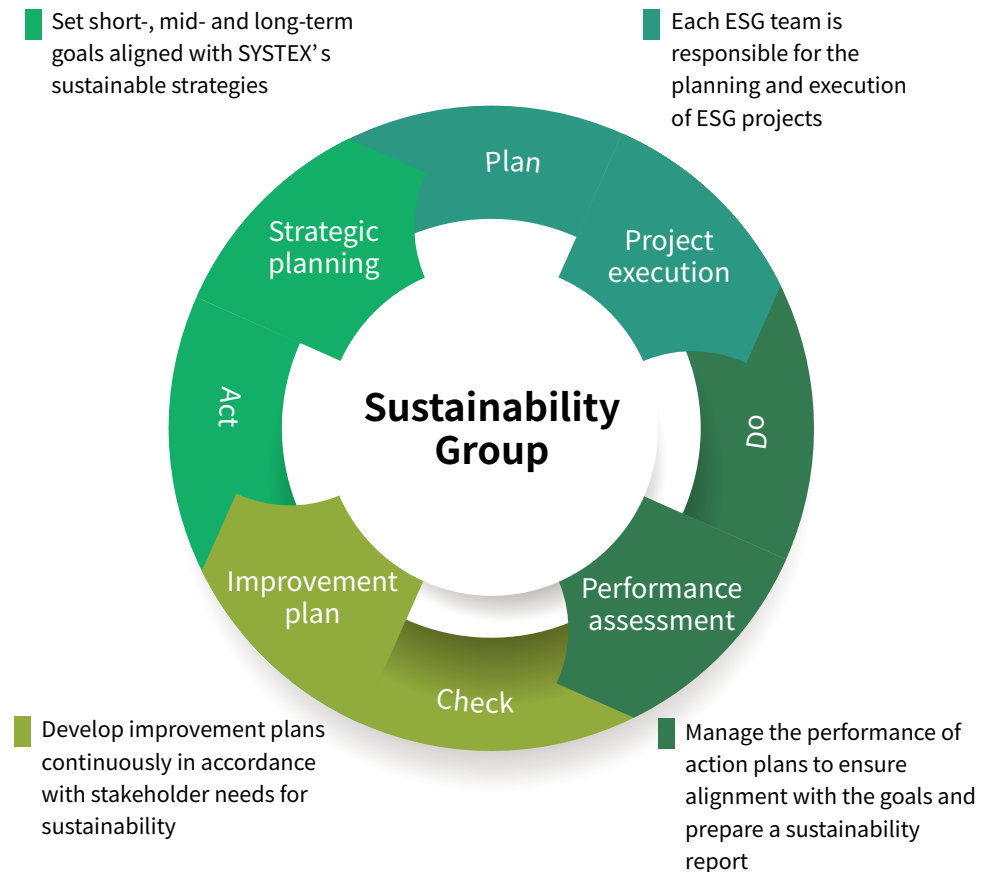 Set short-, mid- and long-term
goals aligned with SYSTEX’s
sustainable strategies
Each ESG team is
responsible for the
planning and execution
of ESG projects
Plan
Strategic
planning
Project
execution
Act
Sustainability
Group
Do
Improvement
plan
Performance
assessment
Check
Develop improvement plans
continuously in accordance
with stakeholder needs for
sustainability
Manage the performance of
action plans to ensure
alignment with the goals and
prepare a sustainability
report